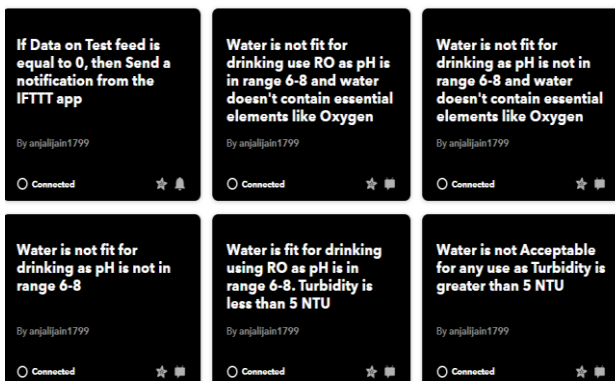 If Data on Test feed is
equal to 0, then Send a
notification from the
IFTTT app
By anjalijain1799
Connected
Water is not fit for
drinking use RO as pH is
in range 6-8 and water
doesn't contain essential
elements like Oxygen
By anjalijain1799
Connected
Water is not fit for
drinking as pH is not in
range 6-8 and water
doesn't contain essential
elements like Oxygen
By anjalijain1799
Connected
Water is not fit for
drinking as pH is not in
range 6-8
By anjalijain1799
Connected
Water is fit for drinking
using RO as pH is in
range 6-8. Turbidity is
less than 5 NTU
By anjalijain1799
Connected
Water is not Acceptable
for any use as Turbidity is
greater than 5 NTU
By anjalijain1799
Connected